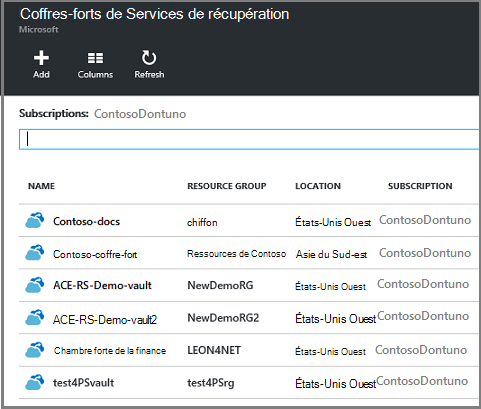 Coffres-forts de Services de récupération
Microsoft
Add Columns Refresh
Subscriptions: ContosoDontuno
NAME RESOURCE GROUP LOCATION SUBSCRIPTION
Contoso-docs chiffon États-Unis Ouest ContosoDontuno
Contoso-coffre-fort Ressources de Contoso Asie du Sud-est ContosoDontuno
ACE-RS-Demo-vault NewDemoRG États-Unis Ouest ContosoDontuno
ACE-RS-Demo-vault2 NewDemoRG2 États-Unis Ouest ContosoDontuno
Chambre forte de la finance LEON4NET États-Unis Ouest ContosoDontuno
test4PSvault test4PSrg États-Unis Ouest ContosoDontuno